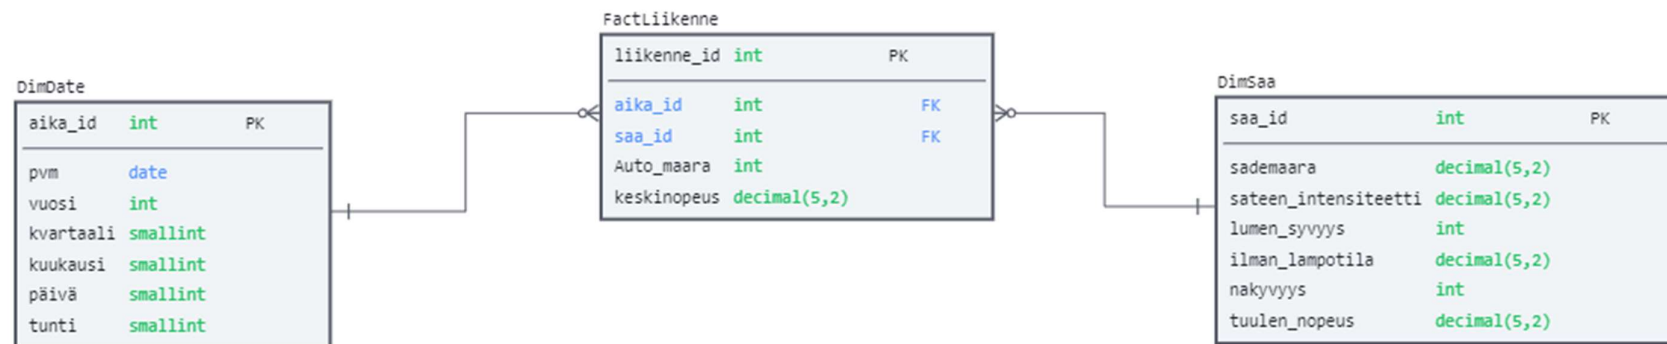 DimDate
aika_id int PK
pvm date
vuosi int
kvartaali smallint
kuukausi smallint
päivä smallint
tunti smallint
FactLiikenne
liikenne_id int PK
aika_id int FK
saa_id int FK
Auto_maara int
keskinopeus decimal(5,2)
DimSaa
saa_id int PK
sademaara decimal(5,2)
sateen_intensiteetti decimal(5,2)
lumen_syvyys int
ilman_lampotila decimal(5,2)
nakyvyys int
tuulen_nopeus decimal(5,2)